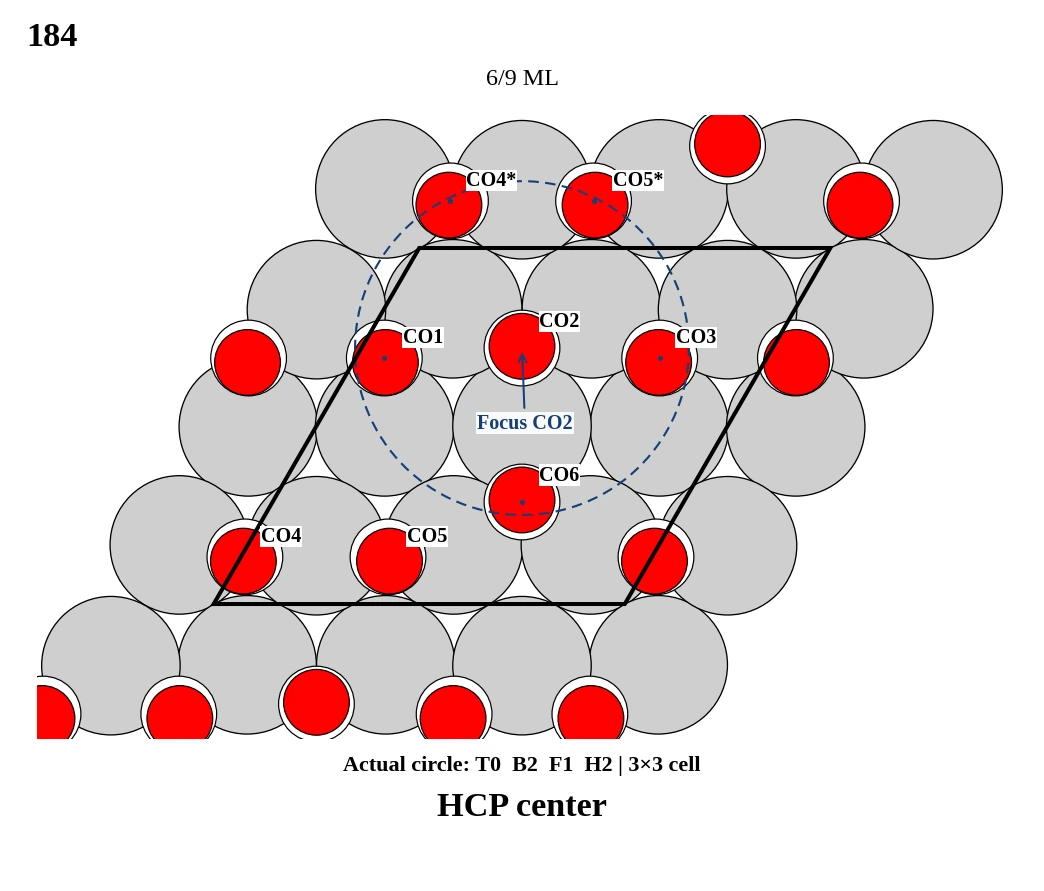 184
6/9 ML
CO4*
CO5*
CO2
CO1
CO3
Focus CO2
CO6
CO4
CO5
Actual circle: T0 B2 F1 H2 | 3×3 cell
HCP center